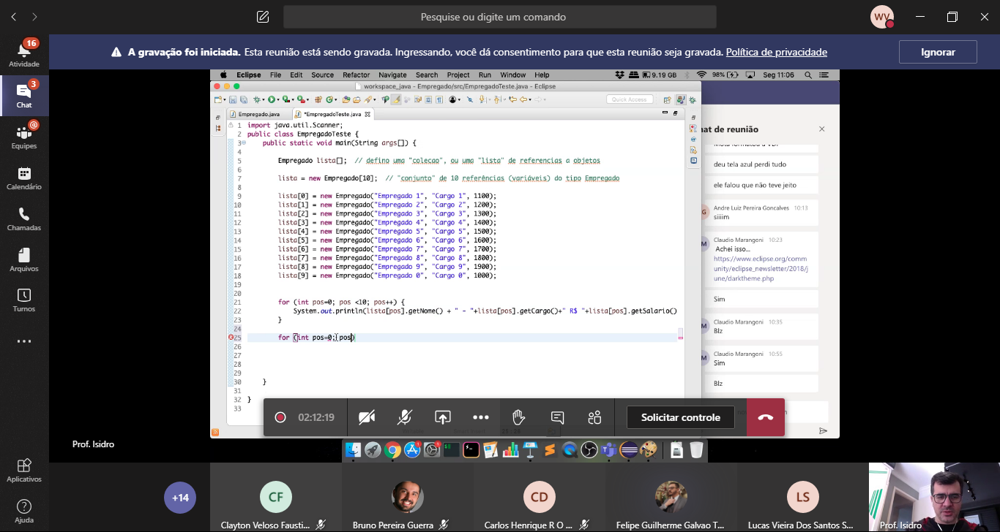 Pesquise ou digite um comando
WV
16
Atividade
3
Chat
@
Equipes
Calendário
Chamadas
Arquivos
Turnos
Aplicativos
Ajuda
A gravação foi iniciada. Esta reunião está sendo gravada. Ingressando, você dá consentimento para que esta reunião seja gravada. Política de privacidade
Ignorar
Eclipse File Edit Source Refactor Navigate Search Project Run Window Help
9.19 GB 98% Seg 11:06
workspace_java - Empregado/src/EmpregadoTeste.java - Eclipse
Quick Access
Empregado.java *EmpregadoTeste.java
1 import java.util.Scanner;
2 public class EmpregadoTeste {
3 public static void main(String args[]) {
4
5 Empregado lista[]; // defino uma "colecao", ou uma "lista" de referencias a objetos
6
7 lista = new Empregado[10]; // "conjunto" de 10 referências (variáveis) do tipo Empregado
8
9 lista[0] = new Empregado("Empregado 1", "Cargo 1", 1100);
10 lista[1] = new Empregado("Empregado 2", "Cargo 2", 1200);
11 lista[2] = new Empregado("Empregado 3", "Cargo 3", 1300);
12 lista[3] = new Empregado("Empregado 4", "Cargo 4", 1400);
13 lista[4] = new Empregado("Empregado 5", "Cargo 5", 1500);
14 lista[5] = new Empregado("Empregado 6", "Cargo 6", 1600);
15 lista[6] = new Empregado("Empregado 7", "Cargo 7", 1700);
16 lista[7] = new Empregado("Empregado 8", "Cargo 8", 1800);
17 lista[8] = new Empregado("Empregado 9", "Cargo 9", 1900);
18 lista[9] = new Empregado("Empregado 0", "Cargo 0", 1000);
19
20
21 for (int pos=0; pos <10; pos++) {
22 System.out.println(lista[pos].getNome() + " - "+lista[pos].getCargo()+" R$ "+lista[pos].getSalario()
23 }
24
25 for (int pos=0; pos)
26
27
28
29
30 }
31
32 }
33
hat de reunião
deu tela azul perdi tudo
ele falou que não teve jeito
G
Andre Luiz Pereira Goncalves 10:13
siiiim
M
Claudio Marangoni 10:23
Achei isso...
https://www.eclipse.org/comm
unity/eclipse_newsletter/2018/j
une/darktheme.php
Sim
M
Claudio Marangoni 10:35
Blz
M
Claudio Marangoni 10:55
Sim
Blz
02:12:19
Solicitar controle
Prof. Isidro
+14
CF
Clayton Veloso Fausti...
Bruno Pereira Guerra
CD
Carlos Henrique R O ...
Felipe Guilherme Galvao T...
LS
Lucas Vieira Dos Santos S...
Prof. Isidro